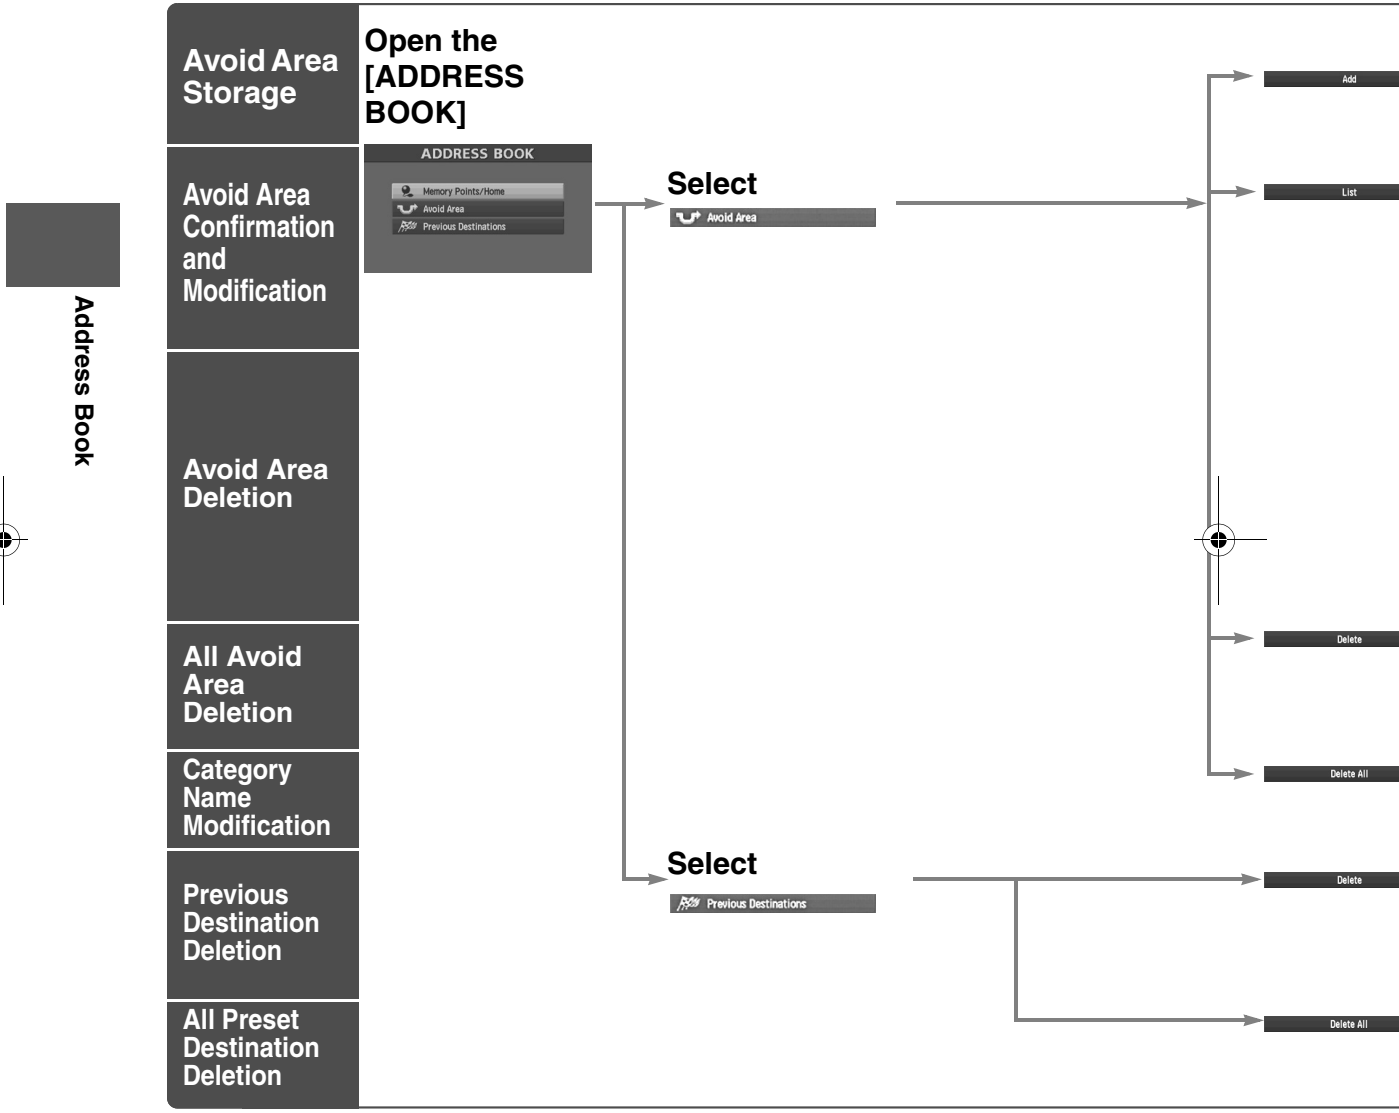 Avoid Area
Storage
Open the
[ADDRESS
BOOK]
Add
Avoid Area
Confirmation
and
Modification
ADDRESS BOOK
Memory Points/Home
Avoid Area
Previous Destinations
Select
Avoid Area
List
Address Book
Avoid Area
Deletion
All Avoid
Area
Deletion
Delete
Category
Name
Modification
Delete All
Previous
Destination
Deletion
Select
Previous Destinations
Delete
All Preset
Destination
Deletion
Delete All